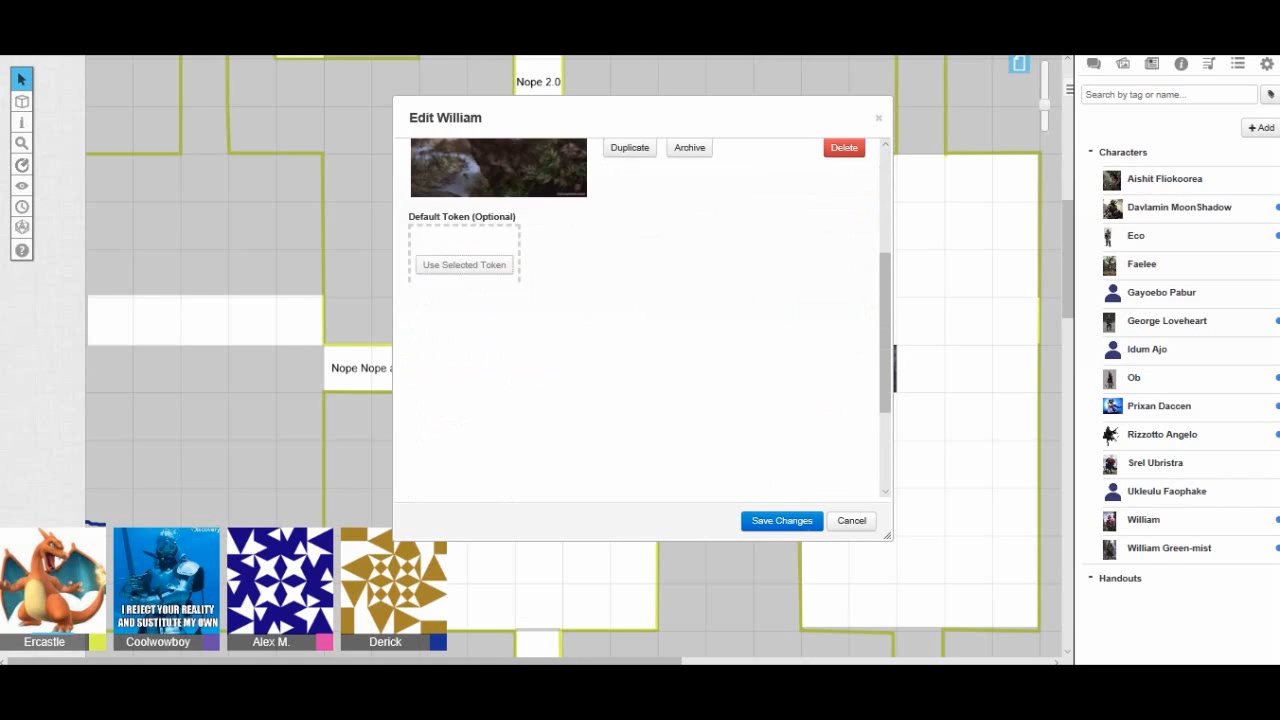 Nope 2.0
Edit William
×
Duplicate
Archive
Delete
Default Token (Optional)
Use Selected Token
Nope Nope
Save Changes
Cancel
Search by tag or name...
+ Add
Characters
Aishit Fliokoorea
Davlamin MoonShadow
Eco
Faelee
Gayoebo Pabur
George Loveheart
Idum Ajo
Ob
Prixan Daccen
Rizzotto Angelo
Srel Ubristra
Ukleulu Faophake
William
William Green-mist
Handouts
Discovery
I REJECT YOUR REALITY
AND SUSTITUTE MY OWN
Ercastle
Coolwowboy
Alex M.
Derick